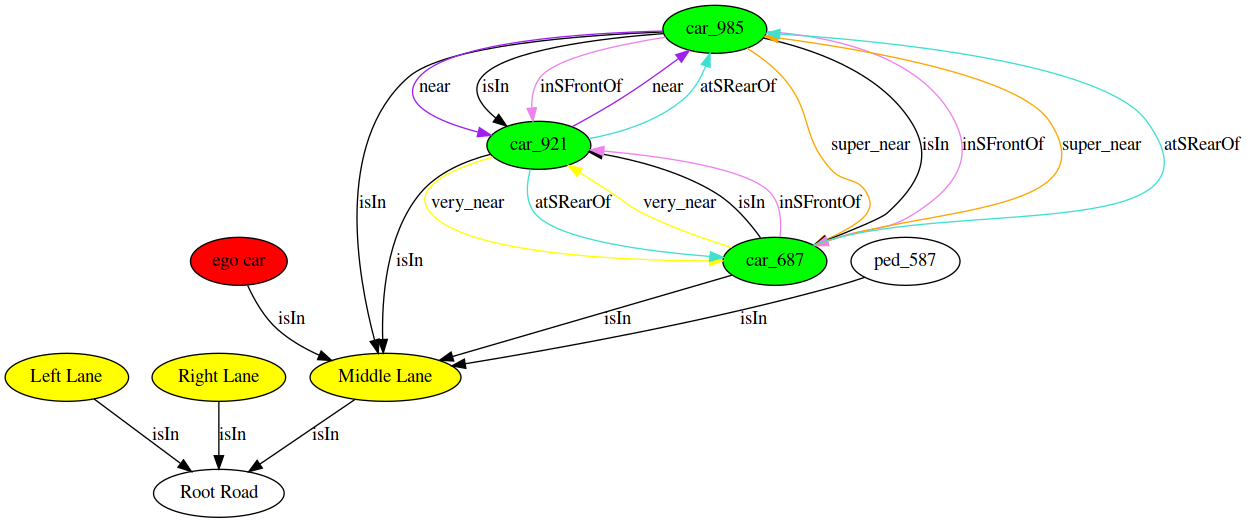 car_985
near
isIn
inSFrontOf
near
atSRearOf
car_921
super_near
isIn
inSFrontOf
super_near
atSRearOf
isIn
very_near
atSRearOf
very_near
isIn
inSFrontOf
ego car
isIn
car_687
ped_587
isIn
isIn
isIn
Left Lane
Right Lane
Middle Lane
isIn
isIn
isIn
Root Road